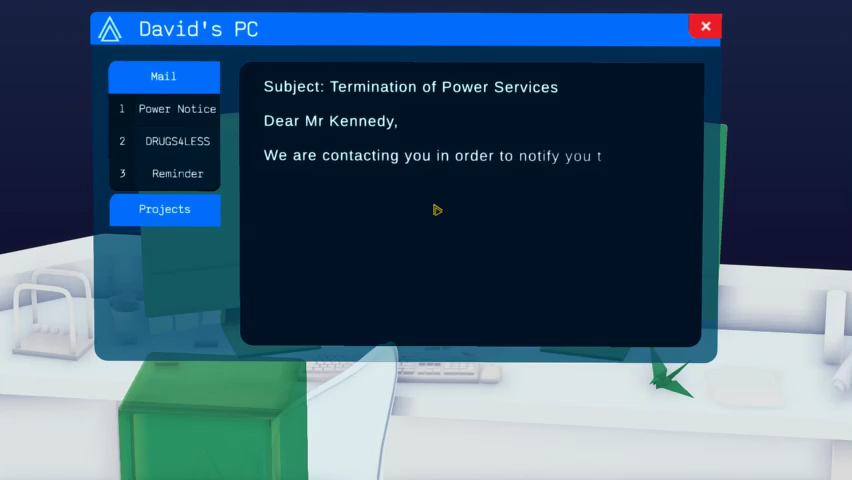 David's PC
Mail
1 Power Notice
2 DRUGS4LESS
3 Reminder
Projects
Subject: Termination of Power Services
Dear Mr Kennedy,
We are contacting you in order to notify you t